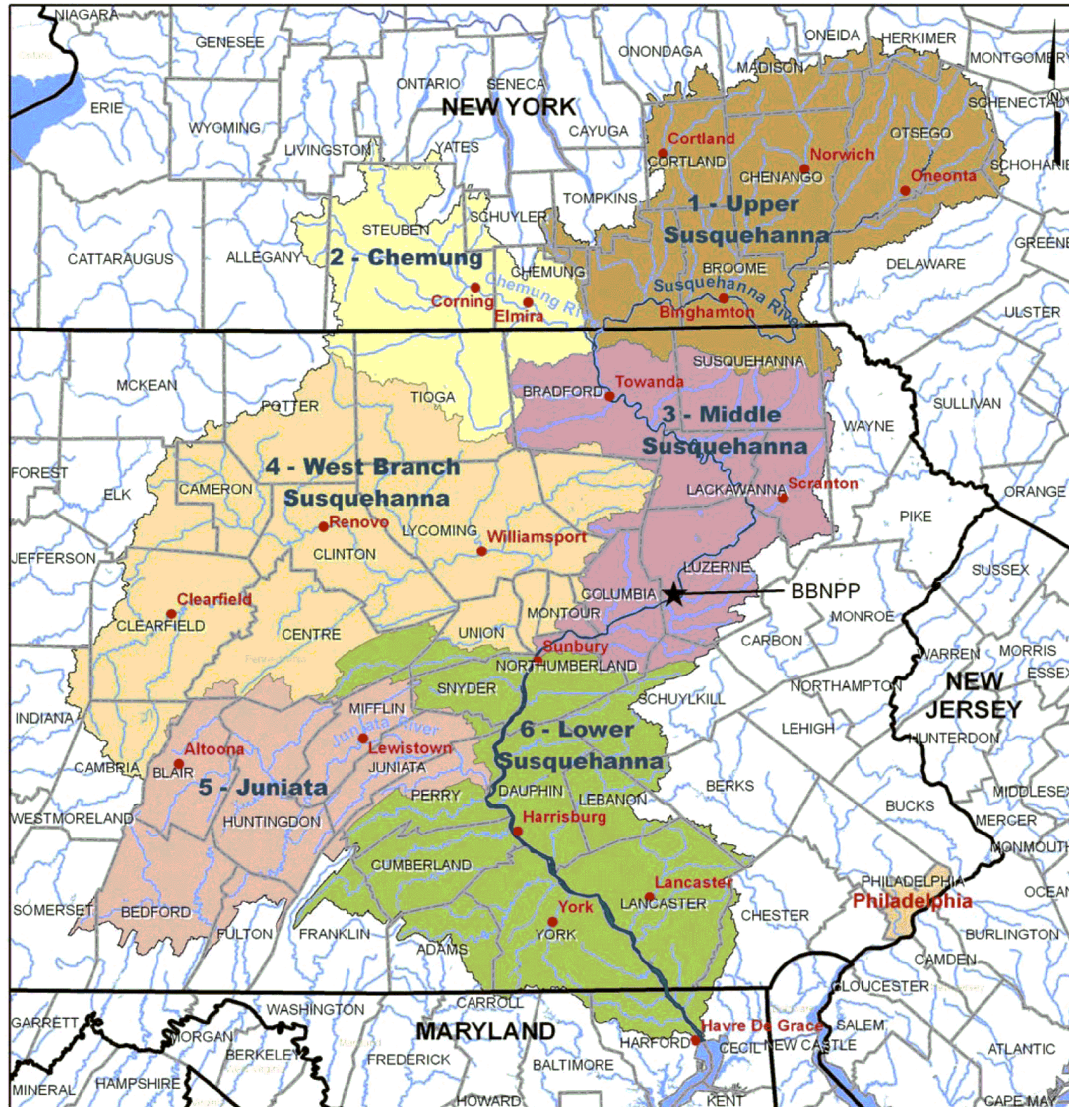 NIAGARA
GENESEE
ONONDAGA
ONEIDA
HERKIMER
MADISON
MONTGOMERY
ONTARIO
SENECA
NEW YORK
ERIE
WYOMING
LIVINGSTON
YATES
CAYUGA
Cortland
CORTLAND
Norwich
CHENANGO
OTSEGO
Oneonta
SCHENECTADY
SCHOHARIE
N
TOMPKINS
1 - Upper
Susquehanna
SCHUYLER
STEUBEN
2 - Chemung
CATTARAUGUS
ALLEGANY
CHEMUNG
Chemung River
Corning
Elmira
BROOME
Susquehanna River
Binghamton
DELAWARE
GREENE
ULSTER
SUSQUEHANNA
MCKEAN
POTTER
TIOGA
BRADFORD
Towanda
3 - Middle
Susquehanna
WAYNE
SULLIVAN
FOREST
ELK
CAMERON
4 - West Branch
Susquehanna
LACKAWANNA
Scranton
ORANGE
PIKE
Renovo
LYCOMING
CLINTON
Williamsport
JEFFERSON
LUZERNE
SUSSEX
COLUMBIA
BBNPP
Clearfield
CLEARFIELD
CENTRE
UNION
MONTOUR
MONROE
CARBON
Sunbury
NORTHUMBERLAND
SNYDER
SCHUYLKILL
NORTHAMPTON
WARREN
MORRIS
ESSEX
NEW
JERSEY
INDIANA
MIFFLIN
Juniata River
Lewistown
JUNIATA
6 - Lower
Susquehanna
LEHIGH
HUNTERDON
CAMBRIA
Altoona
BLAIR
5 - Juniata
WESTMORELAND
HUNTINGDON
PERRY
DAUPHIN
LEBANON
BERKS
BUCKS
MIDDLESEX
MERCER
MONMOUTH
Harrisburg
CUMBERLAND
Lancaster
LANCASTER
York
YORK
PHILADELPHIA
Philadelphia
OCEAN
SOMERSET
BEDFORD
FULTON
FRANKLIN
ADAMS
CHESTER
BURLINGTON
CAMDEN
GLOUCESTER
GARRETT
WASHINGTON
CARROLL
MARYLAND
MORGAN
BERKELEY
FREDERICK
BALTIMORE
Havre De Grace
HARFORD
CECIL
NEW CASTLE
SALEM
ATLANTIC
MINERAL
HAMPSHIRE
HOWARD
KENT
CAPE MAY